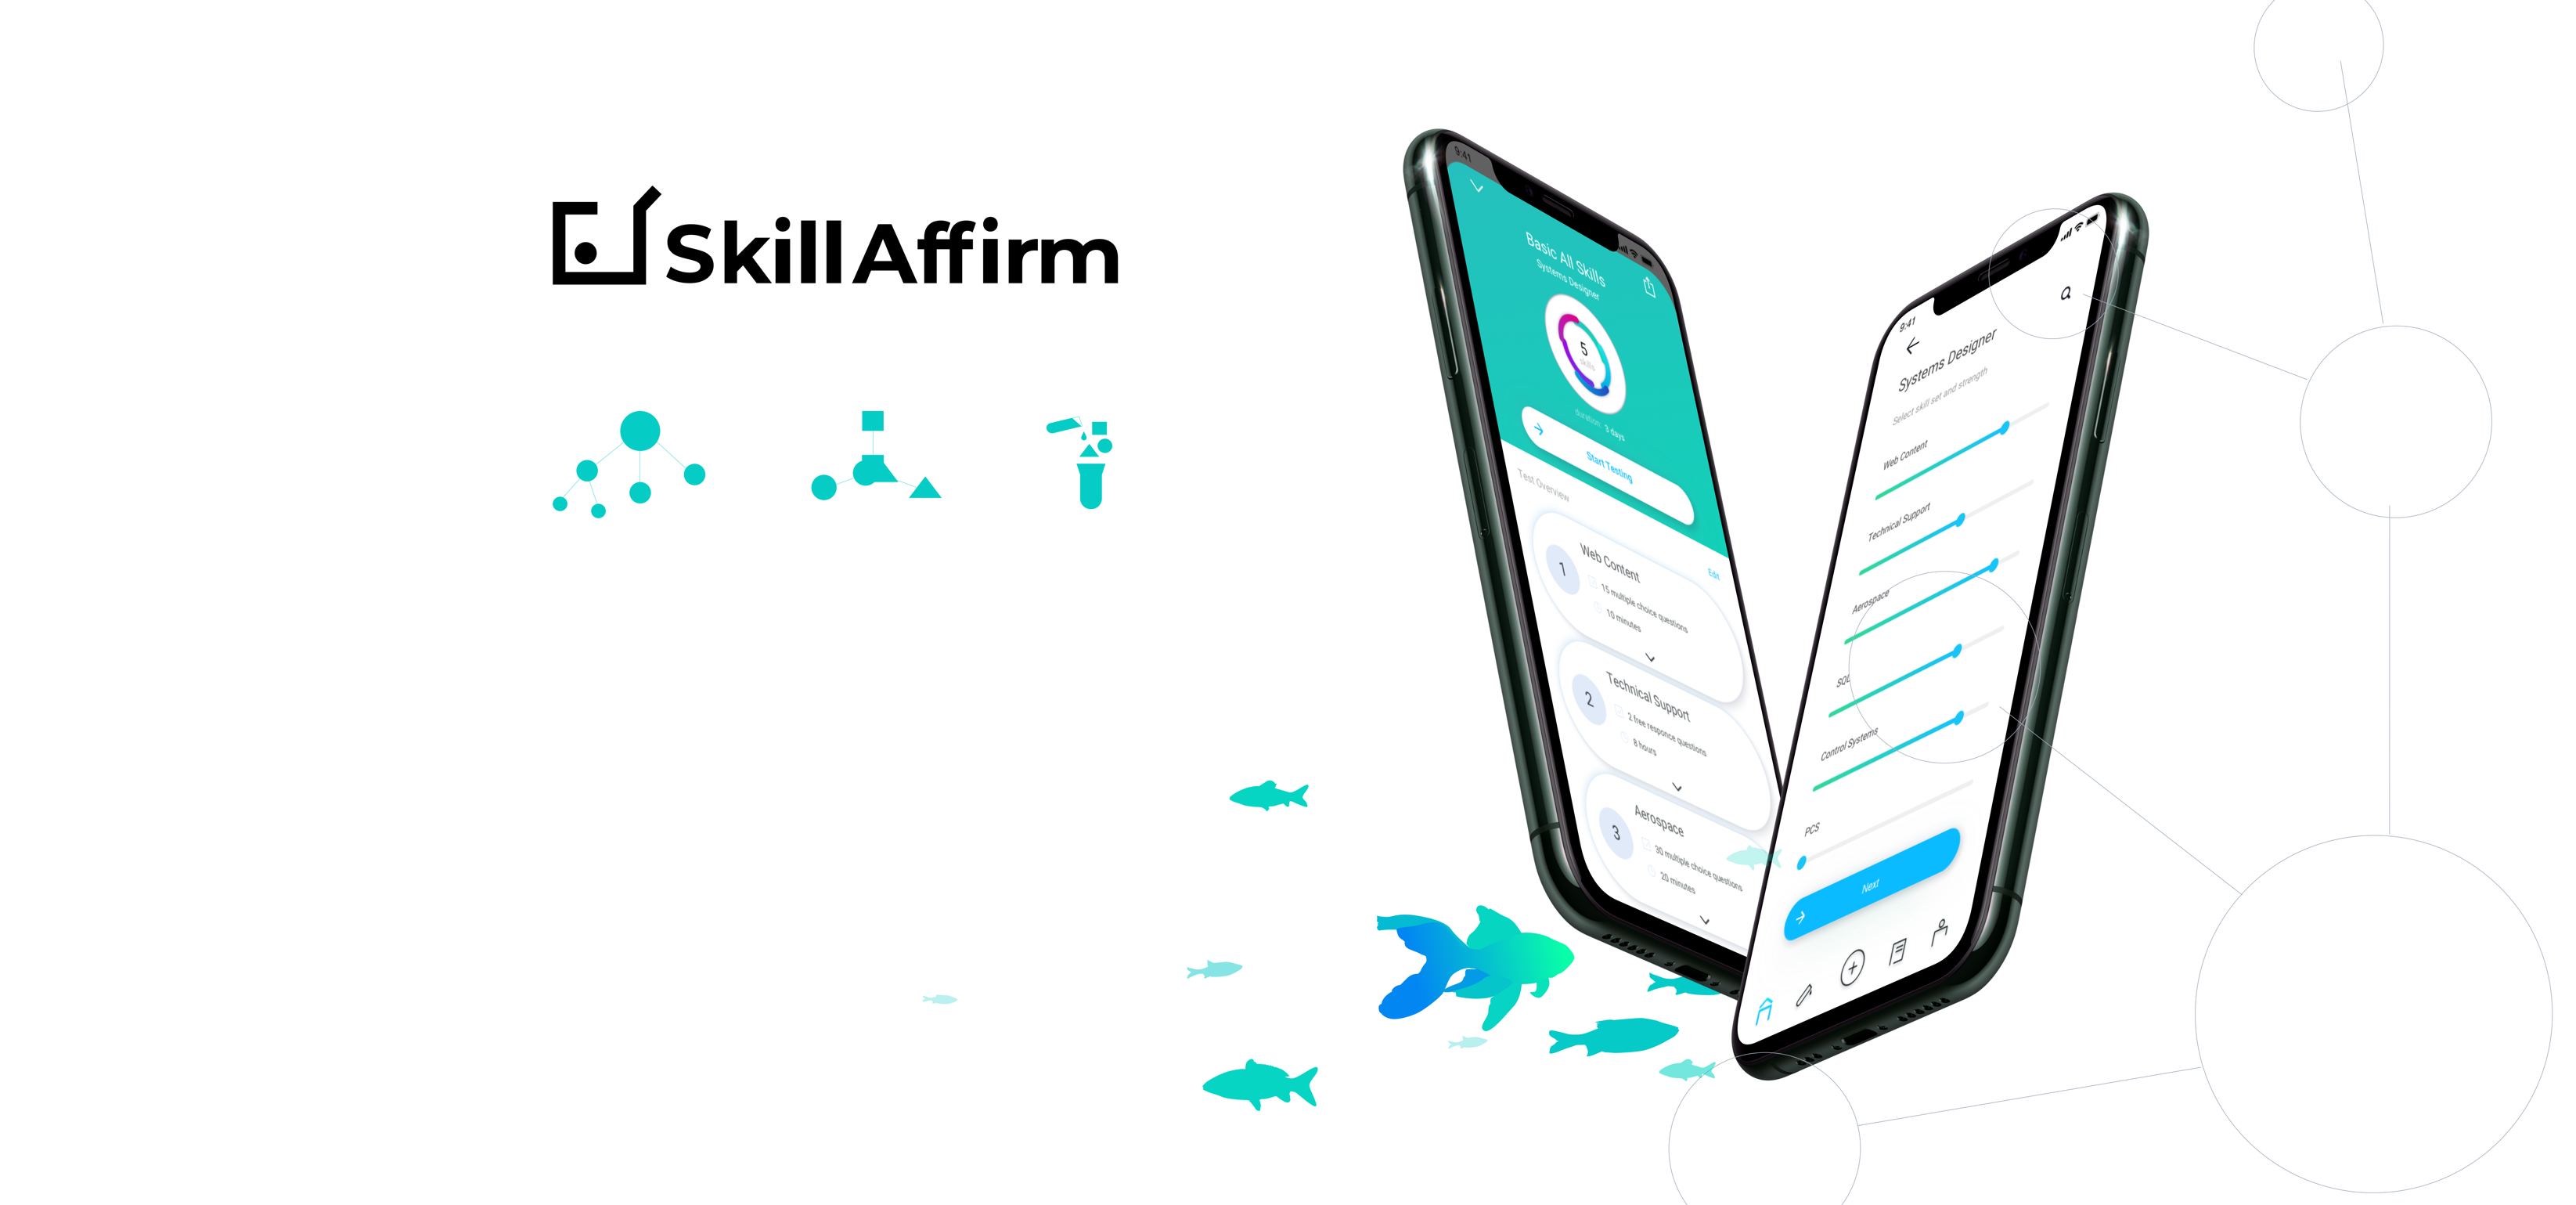 SkillAffirm
9:41
Basic All Skills
Systems Designer
5
Skills
duration: 3 days
Start Testing
Test Overview
Edit
1
Web Content
15 multiple choice questions
10 minutes
2
Technical Support
2 free responce questions
8 hours
3
Aerospace
30 multiple choice questions
20 minutes
9:41
Systems Designer
Select skill set and strength
Web Content
Technical Support
Aerospace
Control Systems
PCS
Next